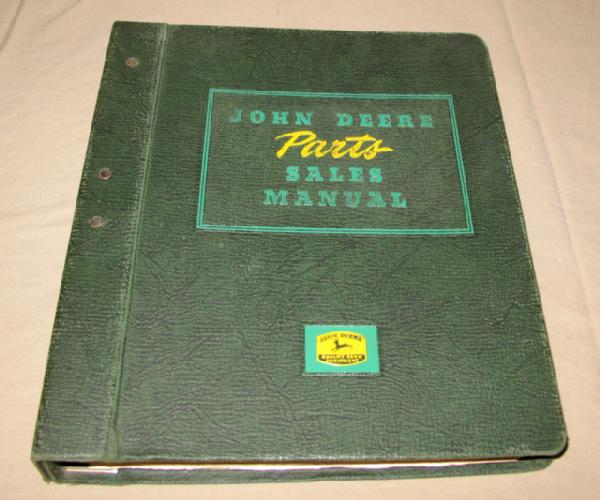 JOHN DEERE
Parts
SALES
MANUAL
JOHN DEERE
QUALITY FARM
EQUIPMENT